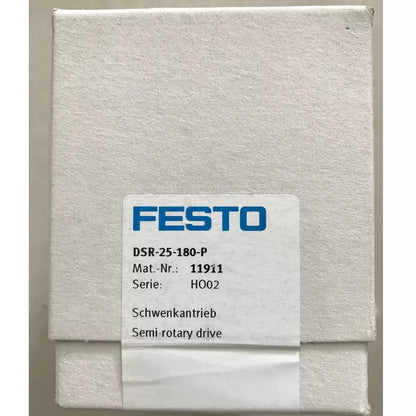 FESTO
DSR-25-180-P
Mat.-Nr.: 11911
Serie: HO02
Schwenkantrieb
Semi-rotary drive